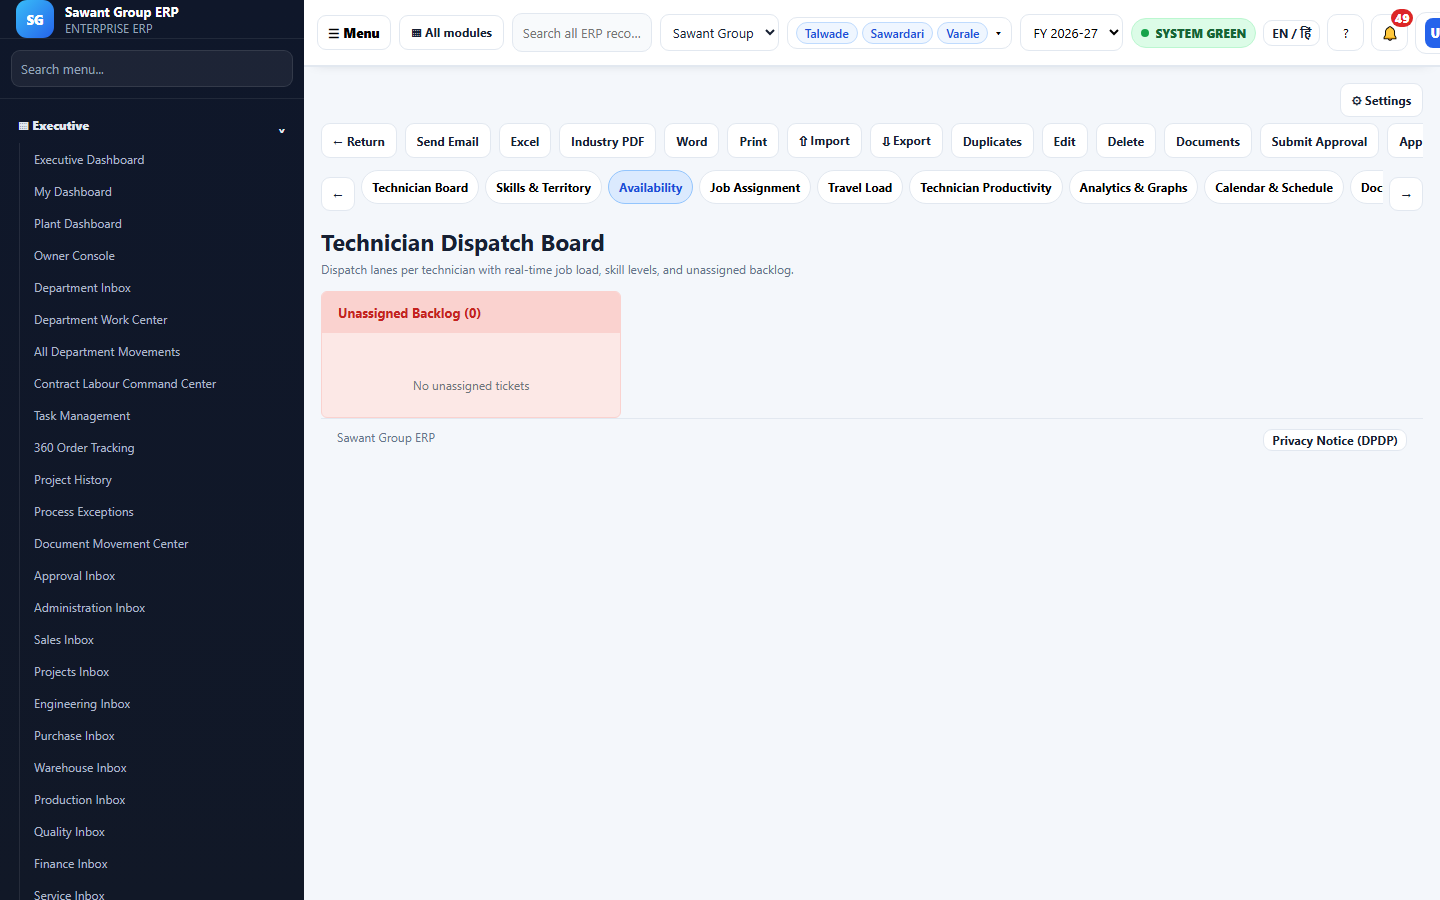 SG
Sawant Group ERP
ENTERPRISE ERP
☰ Menu
All modules
Search all ERP reco...
Sawant Group
Talwade
Sawardari
Varale
FY 2026-27
SYSTEM GREEN
EN / हिं
?
49
Search menu...
Executive
Executive Dashboard
My Dashboard
Plant Dashboard
Owner Console
Department Inbox
Department Work Center
All Department Movements
Contract Labour Command Center
Task Management
360 Order Tracking
Project History
Process Exceptions
Document Movement Center
Approval Inbox
Administration Inbox
Sales Inbox
Projects Inbox
Engineering Inbox
Purchase Inbox
Warehouse Inbox
Production Inbox
Quality Inbox
Finance Inbox
Service Inbox
⚙ Settings
← Return
Send Email
Excel
Industry PDF
Word
Print
⇧ Import
⇩ Export
Duplicates
Edit
Delete
Documents
Submit Approval
App
←
Technician Board
Skills & Territory
Availability
Job Assignment
Travel Load
Technician Productivity
Analytics & Graphs
Calendar & Schedule
Doc
→
Technician Dispatch Board
Dispatch lanes per technician with real-time job load, skill levels, and unassigned backlog.
Unassigned Backlog (0)
No unassigned tickets
Sawant Group ERP
Privacy Notice (DPDP)